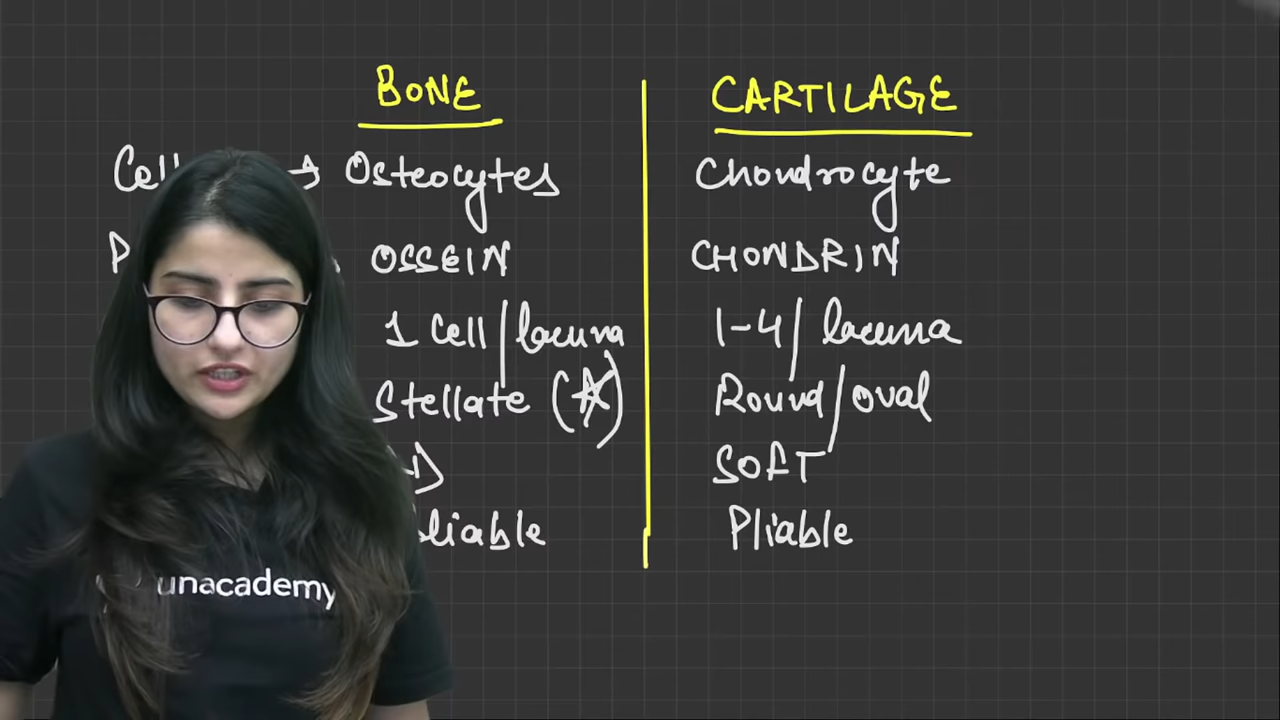 BONE
CARTILAGE
Cell → Osteocytes
Chondrocyte
OSSEIN
CHONDRIN
1 Cell/lacuna
1-4/lacuna
Stellate (☆)
Round/oval
SOFT
Pliable
unacademy